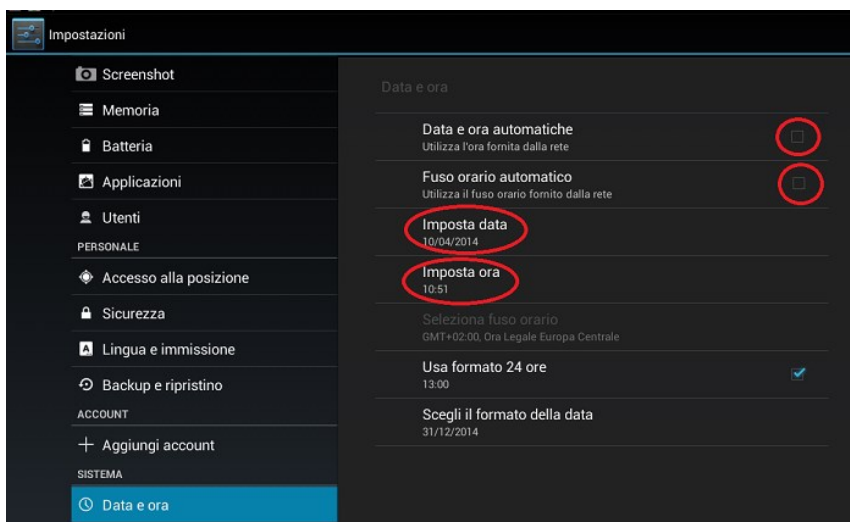 Impostazioni
Screenshot
Memoria
Batteria
Applicazioni
Utenti
PERSONALE
Accesso alla posizione
Sicurezza
Lingua e immissione
Backup e ripristino
ACCOUNT
Aggiungi account
SISTEMA
Data e ora
Data e ora
Data e ora automatiche
Utilizza l'ora fornita dalla rete
Fuso orario automatico
Utilizza il fuso orario fornito dalla rete
Imposta data
10/04/2014
Imposta ora
10:51
Seleziona fuso orario
GMT+02:00, Ora Legale Europa Centrale
Usa formato 24 ore
13:00
Scegli il formato della data
31/12/2014